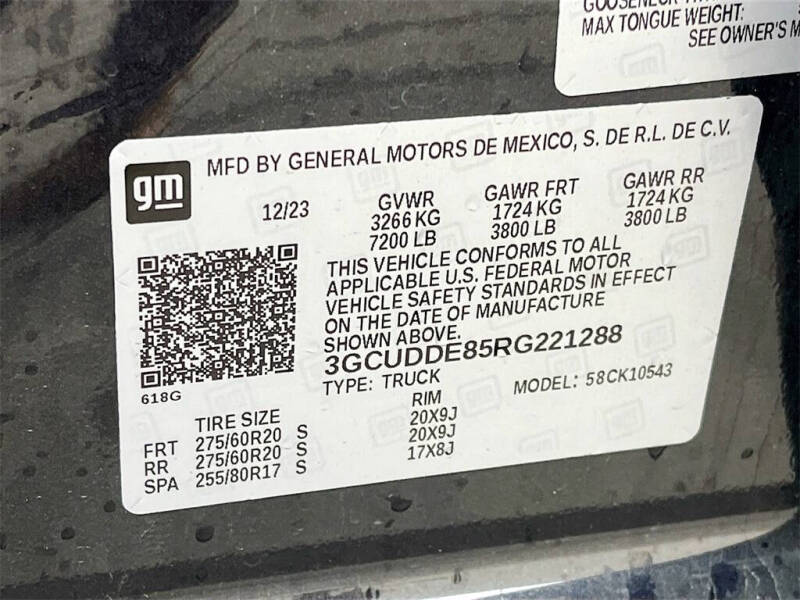 MAX TONGUE WEIGHT:
SEE OWNER'S M
gm
MFD BY GENERAL MOTORS DE MEXICO, S. DE R.L. DE C.V.
12/23 GVWR GAWR FRT GAWR RR
3266 KG 1724 KG 1724 KG
7200 LB 3800 LB 3800 LB
THIS VEHICLE CONFORMS TO ALL
APPLICABLE U.S. FEDERAL MOTOR
VEHICLE SAFETY STANDARDS IN EFFECT
ON THE DATE OF MANUFACTURE
SHOWN ABOVE.
3GCUDDE85RG221288
618G
TYPE: TRUCK MODEL: 58CK10543
TIRE SIZE RIM
FRT 275/60R20 S 20X9J
RR 275/60R20 S 20X9J
SPA 255/80R17 S 17X8J